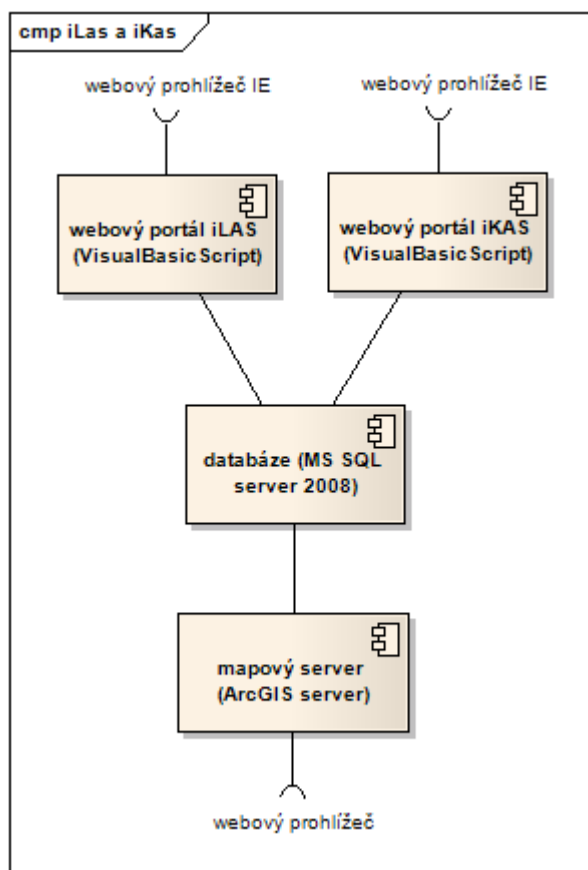 cmp iLas a iKas
webový prohlížeč IE
webový prohlížeč IE
webový portál iLAS
(VisualBasicScript)
webový portál iKAS
(VisualBasicScript)
databáze (MS SQL
server 2008)
mapový server
(ArcGIS server)
webový prohlížeč